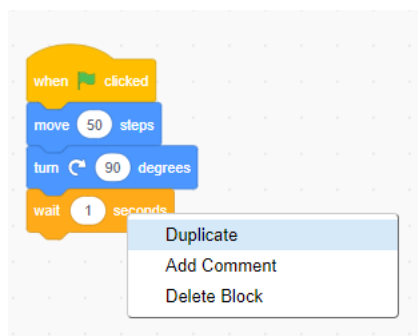 when clicked
move 50 steps
turn 90 degrees
wait 1 seconds
Duplicate
Add Comment
Delete Block